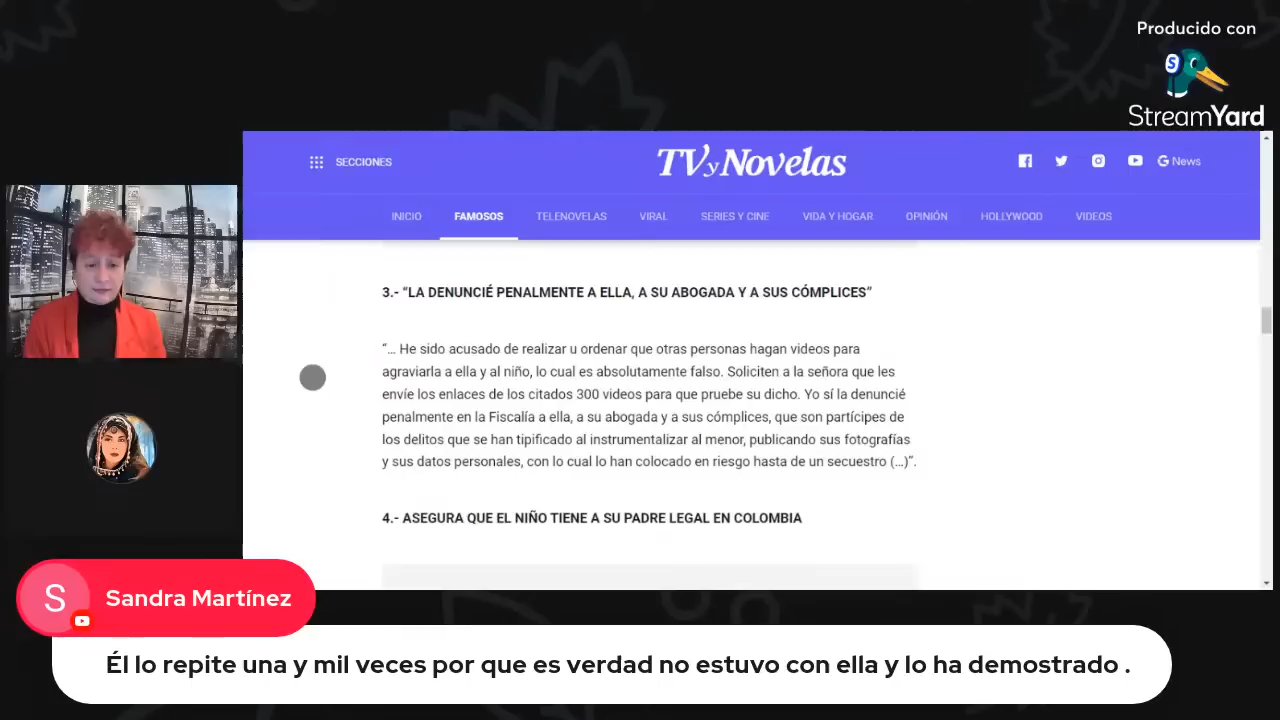 Producido con
StreamYard
SECCIONES
TVyNovelas
News
INICIO
FAMOSOS
TELENOVELAS
VIRAL
SERIES Y CINE
VIDA Y HOGAR
OPINIÓN
HOLLYWOOD
VIDEOS
3.- “LA DENUNCIÉ PENALMENTE A ELLA, A SU ABOGADA Y A SUS CÓMPLICES”
“... He sido acusado de realizar u ordenar que otras personas hagan videos para
agraviarla a ella y al niño, lo cual es absolutamente falso. Soliciten a la señora que les
envíe los enlaces de los citados 300 videos para que pruebe su dicho. Yo sí la denuncié
penalmente en la Fiscalía a ella, a su abogada y a sus cómplices, que son partícipes de
los delitos que se han tipificado al instrumentalizar al menor, publicando sus fotografías
y sus datos personales, con lo cual lo han colocado en riesgo hasta de un secuestro (...)”.
4.- ASEGURA QUE EL NIÑO TIENE A SU PADRE LEGAL EN COLOMBIA
S
Sandra Martínez
Él lo repite una y mil veces por que es verdad no estuvo con ella y lo ha demostrado .